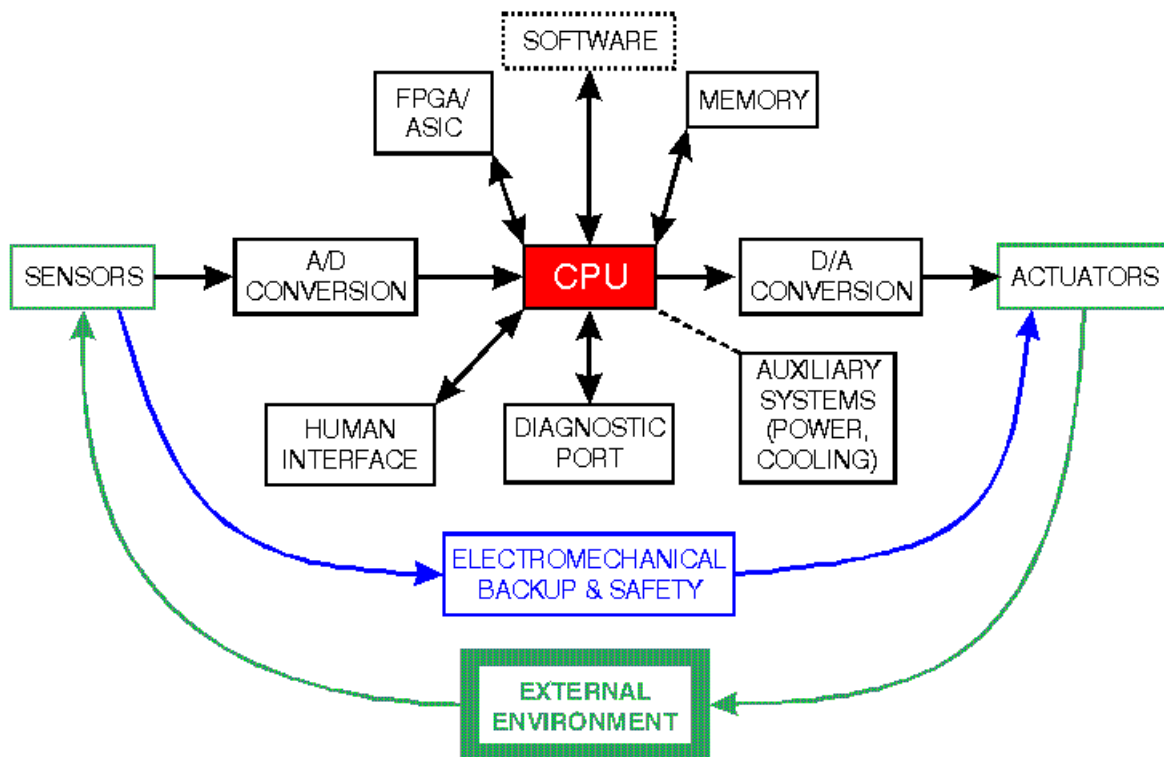 SOFTWARE
FPGA/
ASIC
MEMORY
SENSORS
A/D
CONVERSION
CPU
D/A
CONVERSION
ACTUATORS
HUMAN
INTERFACE
DIAGNOSTIC
PORT
AUXILIARY
SYSTEMS
(POWER,
COOLING)
ELECTROMECHANICAL
BACKUP & SAFETY
EXTERNAL
ENVIRONMENT